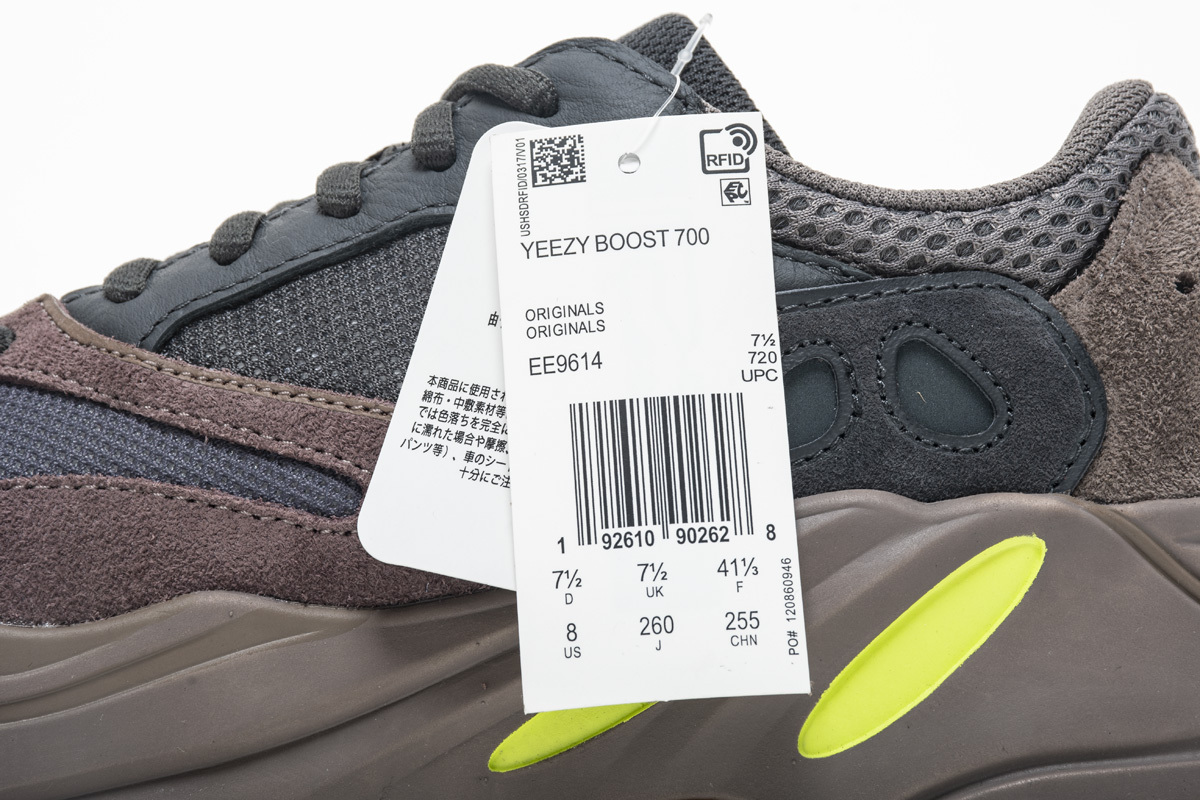 USHSDRFID/0317/V01
RFID
YEEZY BOOST 700
ORIGINALS
ORIGINALS
EE9614
7½
720
UPC
1 92610 90262 8
7½ 7½ 41⅓
D UK F
8 260 255
US J CHN
PO# 120860946
由
本商品に使用され
綿布・中敷素材等
では色落ちを完全に
に濡れた場合や摩擦、
パンツ等)、車のシー
十分にご注